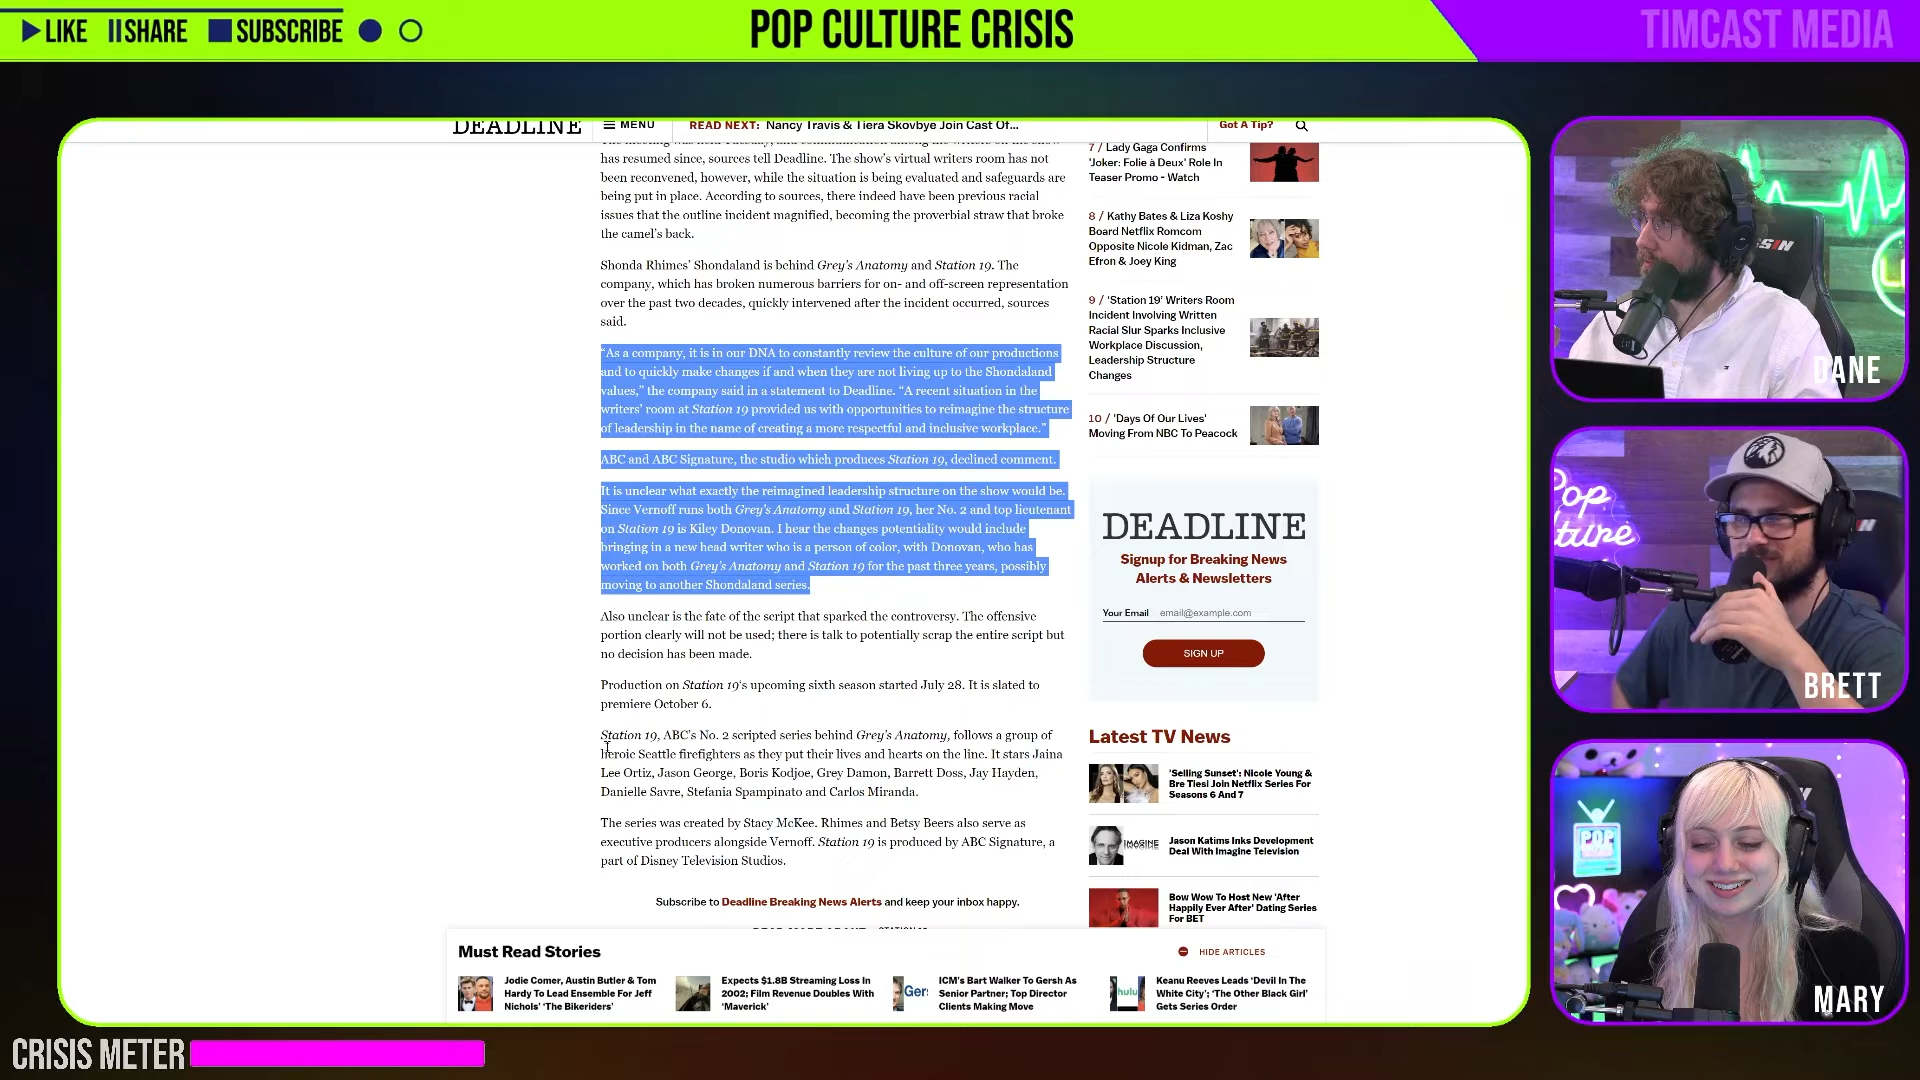 LIKE SHARE SUBSCRIBE
POP CULTURE CRISIS
TIMCAST MEDIA
DEADLINE
MENU
READ NEXT: Nancy Travis & Tiera Skovbye Join Cast Of...
Got A Tip?
has resumed since, sources tell Deadline. The show's virtual writers room has not
been reconvened, however, while the situation is being evaluated and safeguards are
being put in place. According to sources, there indeed have been previous racial
issues that the outline incident magnified, becoming the proverbial straw that broke
the camel's back.
Shonda Rhimes' Shondaland is behind Grey's Anatomy and Station 19. The
company, which has broken numerous barriers for on- and off-screen representation
over the past two decades, quickly intervened after the incident occurred, sources
said.
“As a company, it is in our DNA to constantly review the culture of our productions
and to quickly make changes if and when they are not living up to the Shondaland
values,” the company said in a statement to Deadline. “A recent situation in the
writers' room at Station 19 provided us with opportunities to reimagine the structure
of leadership in the name of creating a more respectful and inclusive workplace.”
ABC and ABC Signature, the studio which produces Station 19, declined comment.
It is unclear what exactly the reimagined leadership structure on the show would be.
Since Vernoff runs both Grey's Anatomy and Station 19, her No. 2 and top lieutenant
on Station 19 is Kiley Donovan. I hear the changes potentiality would include
bringing in a new head writer who is a person of color, with Donovan, who has
worked on both Grey's Anatomy and Station 19 for the past three years, possibly
moving to another Shondaland series.
Also unclear is the fate of the script that sparked the controversy. The offensive
portion clearly will not be used; there is talk to potentially scrap the entire script but
no decision has been made.
Production on Station 19's upcoming sixth season started July 28. It is slated to
premiere October 6.
Station 19, ABC's No. 2 scripted series behind Grey's Anatomy, follows a group of
heroic Seattle firefighters as they put their lives and hearts on the line. It stars Jaina
Lee Ortiz, Jason George, Boris Kodjoe, Grey Damon, Barrett Doss, Jay Hayden,
Danielle Savre, Stefania Spampinato and Carlos Miranda.
The series was created by Stacy McKee. Rhimes and Betsy Beers also serve as
executive producers alongside Vernoff. Station 19 is produced by ABC Signature, a
part of Disney Television Studios.
Subscribe to Deadline Breaking News Alerts and keep your inbox happy.
7 / Lady Gaga Confirms
'Joker: Folie à Deux' Role In
Teaser Promo - Watch
8 / Kathy Bates & Liza Koshy
Board Netflix Romcom
Opposite Nicole Kidman, Zac
Efron & Joey King
9 / 'Station 19' Writers Room
Incident Involving Written
Racial Slur Sparks Inclusive
Workplace Discussion,
Leadership Structure
Changes
10 / 'Days Of Our Lives'
Moving From NBC To Peacock
DEADLINE
Signup for Breaking News
Alerts & Newsletters
Your Email email@example.com
SIGN UP
Latest TV News
'Selling Sunset': Nicole Young &
Bre Tiesi Join Netflix Series For
Seasons 6 And 7
IMAGINE
Jason Katims Inks Development
Deal With Imagine Television
Bow Wow To Host New 'After
Happily Ever After' Dating Series
For BET
Must Read Stories
HIDE ARTICLES
Jodie Comer, Austin Butler & Tom
Hardy To Lead Ensemble For Jeff
Nichols' 'The Bikeriders'
Expects $1.8B Streaming Loss In
2002; Film Revenue Doubles With
'Maverick'
Ger
ICM's Bart Walker To Gersh As
Senior Partner; Top Director
Clients Making Move
hulu
Keanu Reeves Leads 'Devil In The
White City'; 'The Other Black Girl'
Gets Series Order
DANE
Pop
BRETT
POP
MARY
CRISIS METER